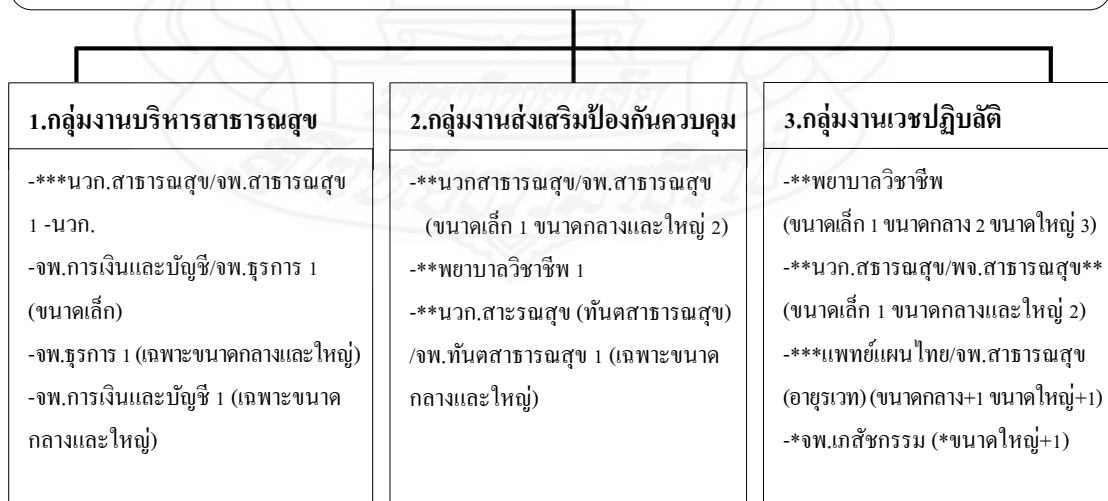 1.กลุ่มงานบริหารสาธารณสุข
-***นวก.สาธารณสุข/จพ.สาธารณสุข
1 -นวก.
-จพ.การเงินและบัญชี/จพ.ธุรการ 1
(ขนาดเล็ก)
-จพ.ธุรการ 1 (เฉพาะขนาดกลางและใหญ่)
-จพ.การเงินและบัญชี 1 (เฉพาะขนาด
กลางและใหญ่)
2.กลุ่มงานส่งเสริมป้องกันควบคุม
-**นวกสาธารณสุข/จพ.สาธารณสุข
(ขนาดเล็ก 1 ขนาดกลางและใหญ่ 2)
-**พยาบาลวิชาชีพ 1
-**นวก.สาะรณสุข (ทันตสาธารณสุข)
/จพ.ทันตสาธารณสุข 1 (เฉพาะขนาด
กลางและใหญ่)
3.กลุ่มงานเวชปฏิบัติ
-**พยาบาลวิชาชีพ
(ขนาดเล็ก 1 ขนาดกลาง 2 ขนาดใหญ่ 3)
-**นวก.สธารณสุข/พจ.สาธารณสุข**
(ขนาดเล็ก 1 ขนาดกลางและใหญ่ 2)
-***แพทย์แผนไทย/จพ.สาธารณสุข
(อายุรเวท) (ขนาดกลาง+1 ขนาดใหญ่+1)
-*จพ.เภสัชกรรม (*ขนาดใหญ่+1)